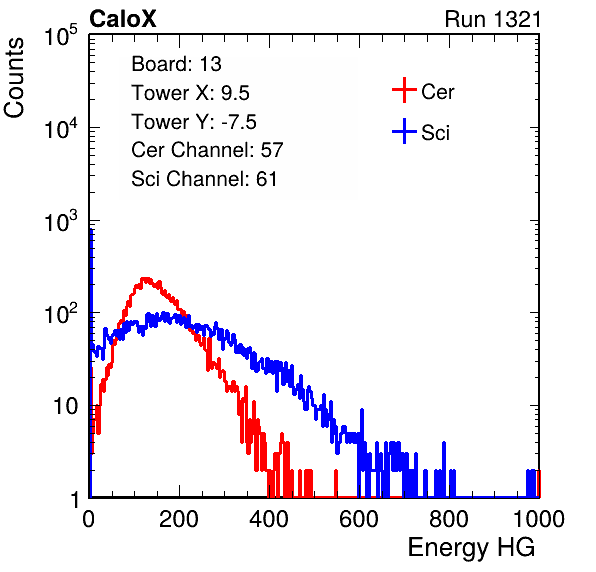 CaloX Run 1321
Counts
Board: 13
Tower X: 9.5
Tower Y: -7.5
Cer Channel: 57
Sci Channel: 61
Cer
Sci
10^5
10^4
10^3
10^2
10
1
0 200 400 600 800 1000
Energy HG